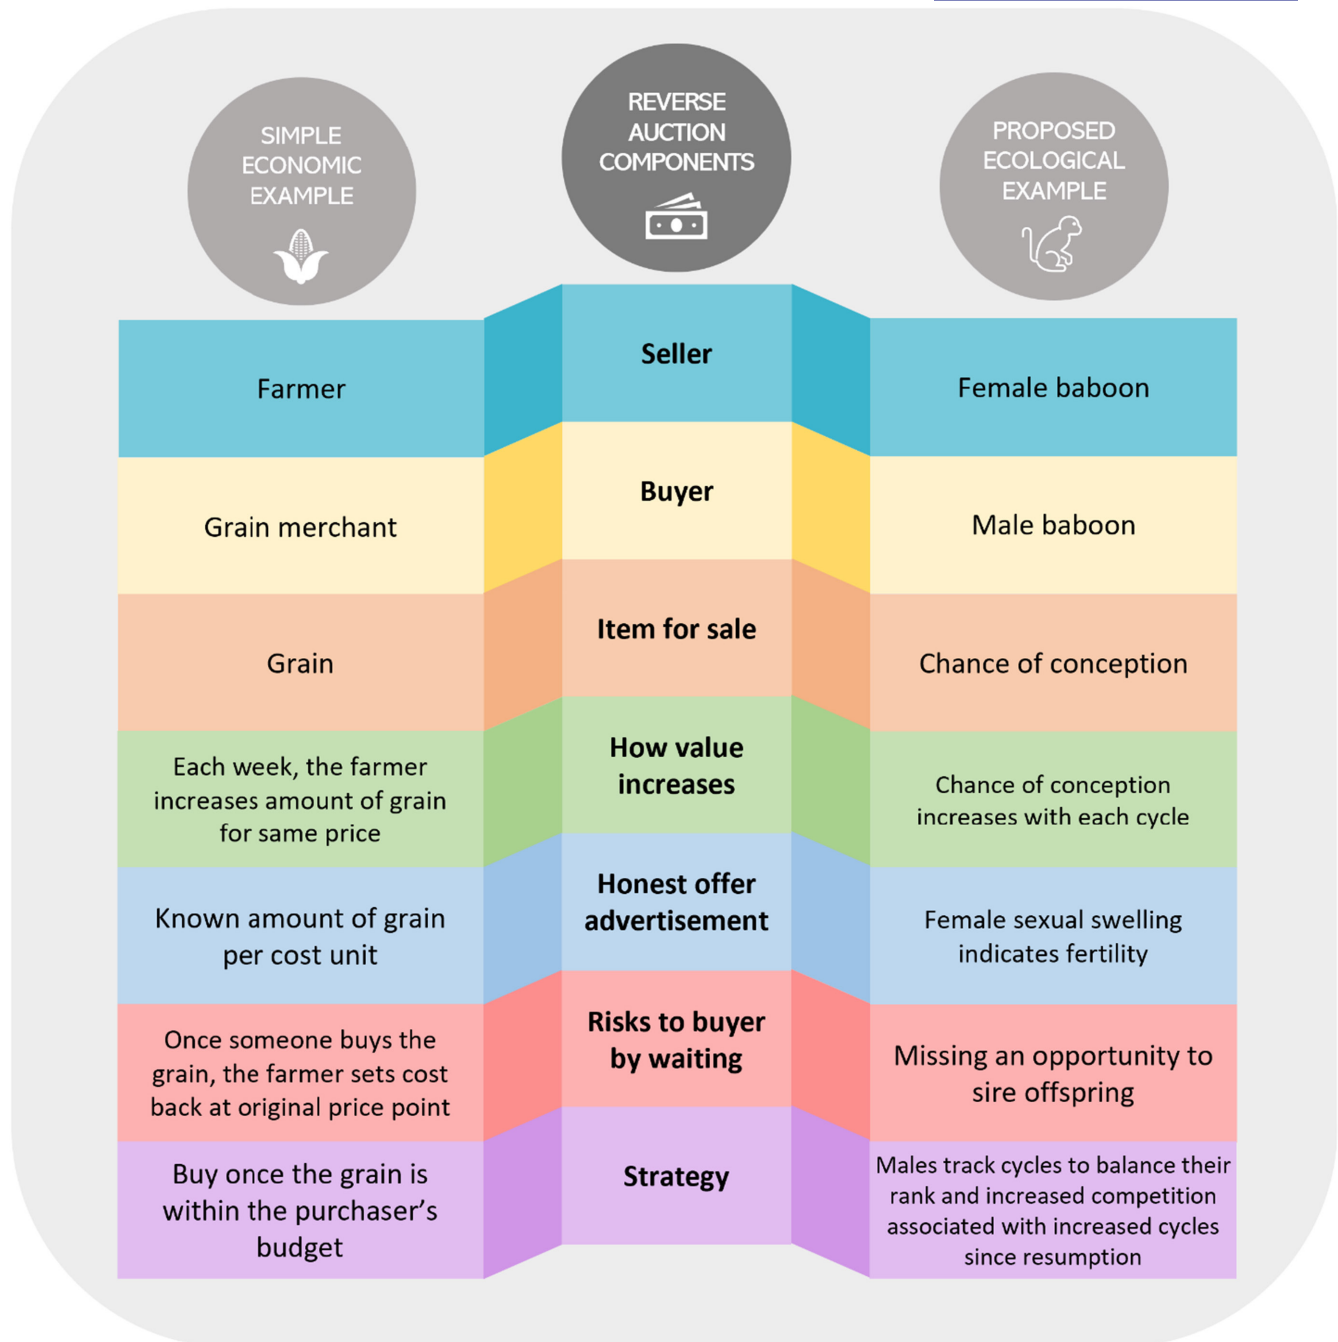 SIMPLE
ECONOMIC
EXAMPLE
REVERSE
AUCTION
COMPONENTS
PROPOSED
ECOLOGICAL
EXAMPLE
Farmer
Seller
Female baboon
Grain merchant
Buyer
Male baboon
Grain
Item for sale
Chance of conception
Each week, the farmer
increases amount of grain
for same price
How value
increases
Chance of conception
increases with each cycle
Known amount of grain
per cost unit
Honest offer
advertisement
Female sexual swelling
indicates fertility
Once someone buys the
grain, the farmer sets cost
back at original price point
Risks to buyer
by waiting
Missing an opportunity to
sire offspring
Buy once the grain is
within the purchaser’s
budget
Strategy
Males track cycles to balance their
rank and increased competition
associated with increased cycles
since resumption